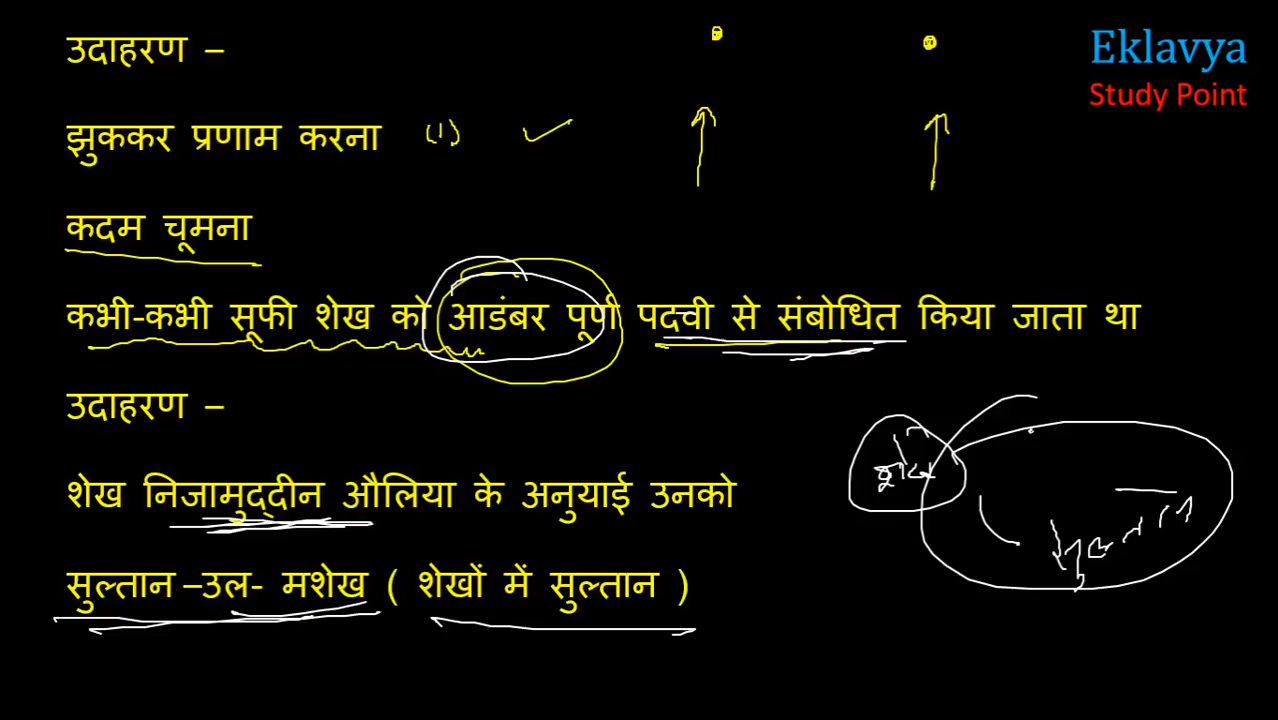 उदाहरण –
Eklavya
Study Point
झुककर प्रणाम करना (1)
कदम चूमना
कभी-कभी सूफी शेख को आडंबर पूर्ण पदवी से संबोधित किया जाता था
उदाहरण –
शेख निजामुद्दीन औलिया के अनुयाई उनको
सुल्तान –उल- मशेख ( शेखों में सुल्तान )